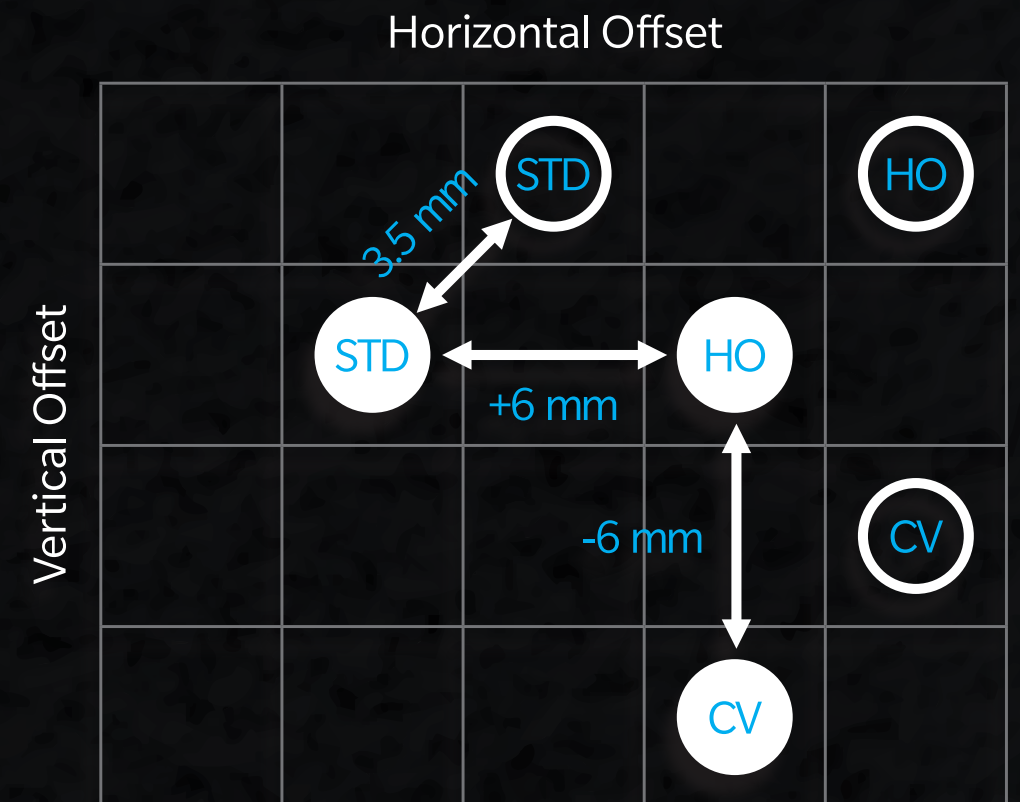 Horizontal Offset
STD
HO
3.5 mm
Vertical Offset
STD
HO
+6 mm
-6 mm
CV
CV